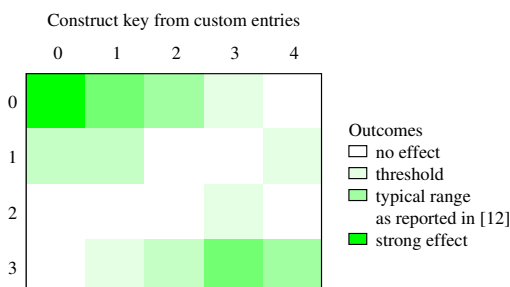 Construct key from custom entries
0 1 2 3 4
0
1
2
3
Outcomes
no effect
threshold
typical range
as reported in [12]
strong effect